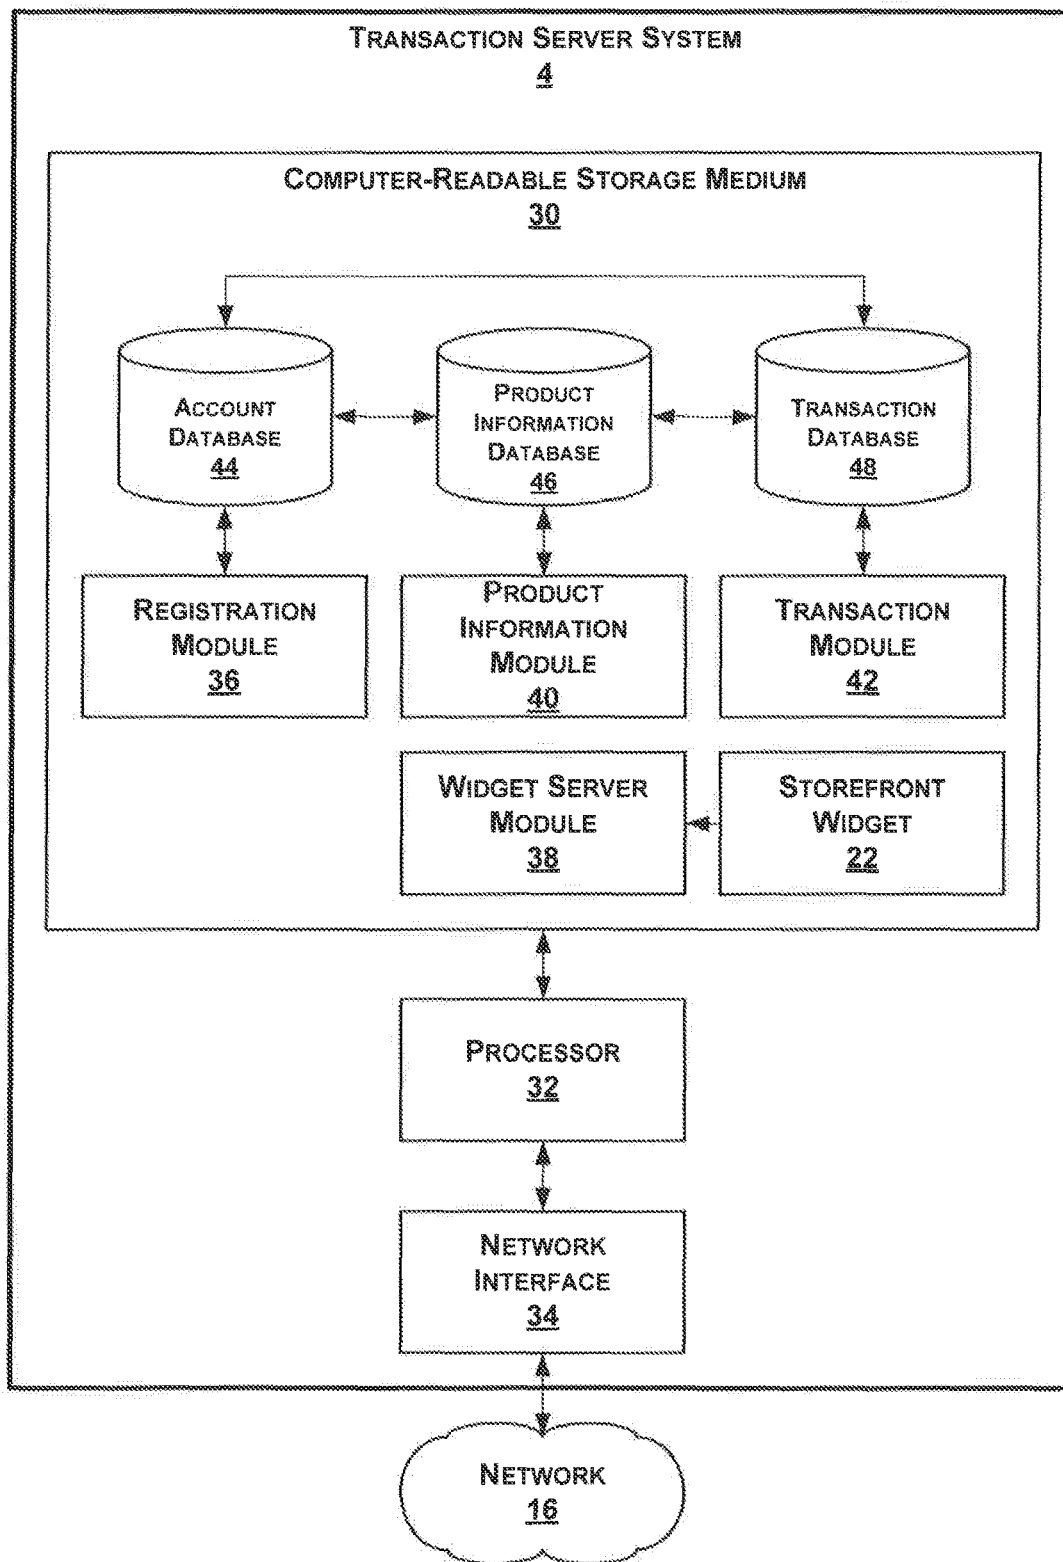 TRANSACTION SERVER SYSTEM
4
COMPUTER-READABLE STORAGE MEDIUM
30
ACCOUNT
DATABASE
44
PRODUCT
INFORMATION
DATABASE
46
TRANSACTION
DATABASE
48
REGISTRATION
MODULE
36
PRODUCT
INFORMATION
MODULE
40
TRANSACTION
MODULE
42
WIDGET SERVER
MODULE
38
STOREFRONT
WIDGET
22
PROCESSOR
32
NETWORK
INTERFACE
34
NETWORK
16